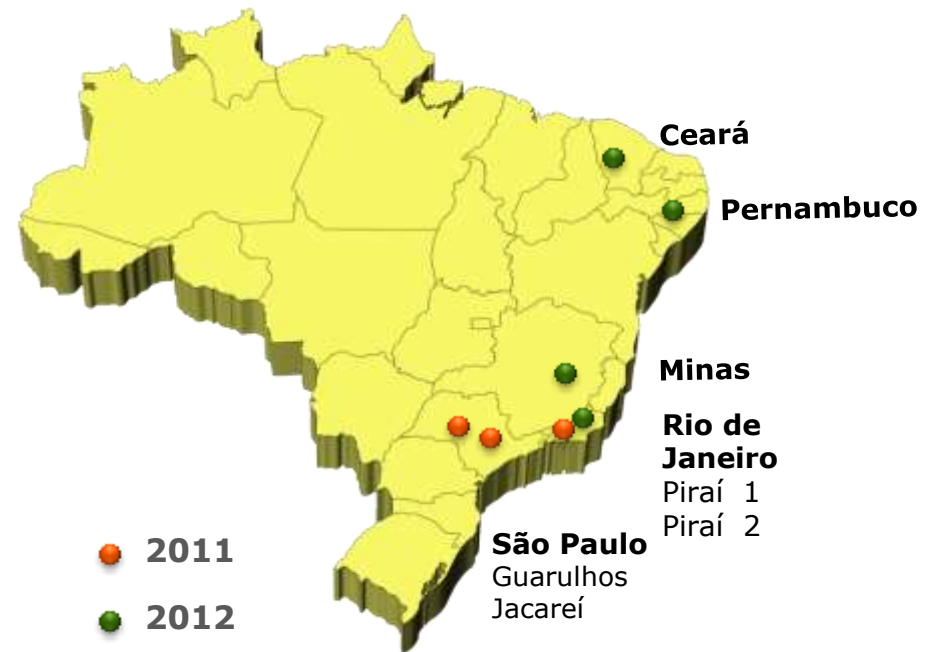 Ceará
Pernambuco
Minas
Rio de
Janeiro
Piraí 1
Piraí 2
São Paulo
Guarulhos
Jacareí
2011
2012